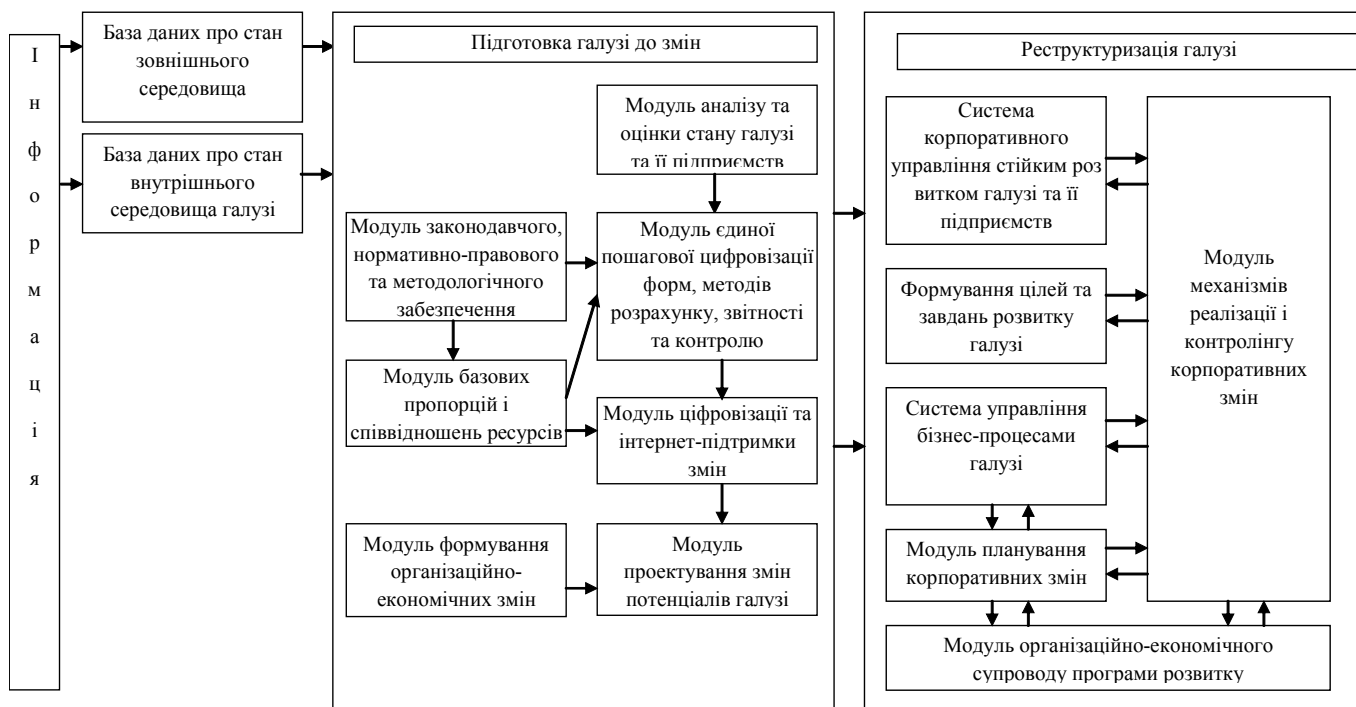 І
н
ф
о
р
м
а
ц
і
я
База даних про стан
зовнішнього
середовища
База даних про стан
внутрішнього
середовища галузі
Підготовка галузі до змін
Модуль аналізу та
оцінки стану галузі
та її підприємств
Модуль законодавчого,
нормативно-правового
та методологічного
забезпечення
Модуль єдиної
пошагової цифровізації
форм, методів
розрахунку, звітності
та контролю
Модуль базових
пропорцій і
співвідношень ресурсів
Модуль ціфровізації та
інтернет-підтримки
змін
Модуль формування
організаційно-
економічних змін
Модуль
проектування змін
потенціалів галузі
Реструктуризація галузі
Система
корпоративного
управління стійким роз
витком галузі та її
підприємств
Формування цілей та
завдань розвитку
галузі
Система управління
бізнес-процесами
галузі
Модуль планування
корпоративних змін
Модуль
механізмів
реалізації і
контролінгу
корпоративних
змін
Модуль організаційно-економічного
супроводу програми розвитку